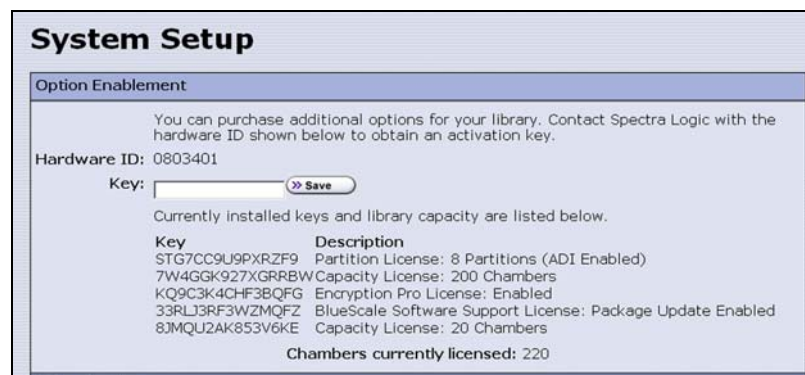 System Setup
Option Enablement
You can purchase additional options for your library. Contact Spectra Logic with the
hardware ID shown below to obtain an activation key.
Hardware ID: 0803401
Key: >> Save
Currently installed keys and library capacity are listed below.
Key Description
STG7CC9U9PXRZF9 Partition License: 8 Partitions (ADI Enabled)
7W4GGK927XGRRBW Capacity License: 200 Chambers
KQ9C3K4CHF3BQFG Encryption Pro License: Enabled
33RLJ3RF3WZMQFZ BlueScale Software Support License: Package Update Enabled
8JMQU2AK853V6KE Capacity License: 20 Chambers
Chambers currently licensed: 220